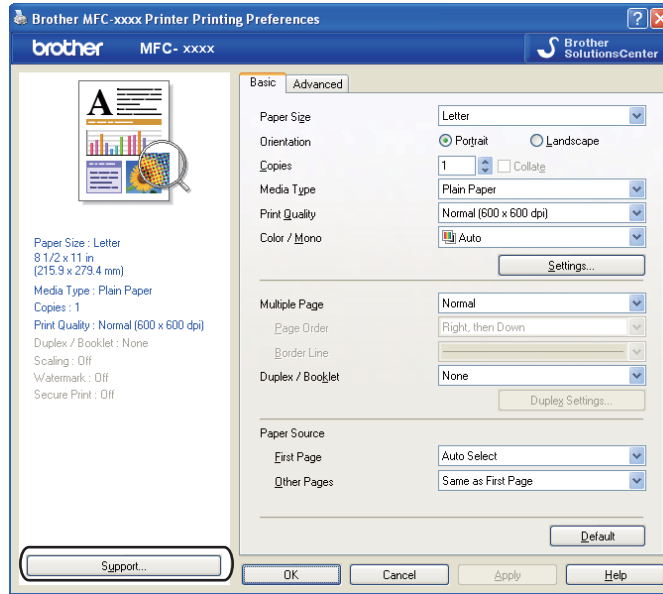 Brother MFC-xxxx Printer Printing Preferences
brother MFC- xxxx
Brother
SolutionsCenter
A
Paper Size : Letter
8 1/2 x 11 in
(215.9 x 279.4 mm)
Media Type : Plain Paper
Copies : 1
Print Quality : Normal (600 x 600 dpi)
Duplex / Booklet : None
Scaling : Off
Watermark : Off
Secure Print : Off
Support...
Basic Advanced
Paper Size Letter
Orientation Portrait Landscape
Copies 1 Collate
Media Type Plain Paper
Print Quality Normal (600 x 600 dpi)
Color / Mono Auto
Settings...
Multiple Page Normal
Page Order Right, then Down
Border Line
Duplex / Booklet None
Duplex Settings...
Paper Source
First Page Auto Select
Other Pages Same as First Page
Default
OK Cancel Apply Help